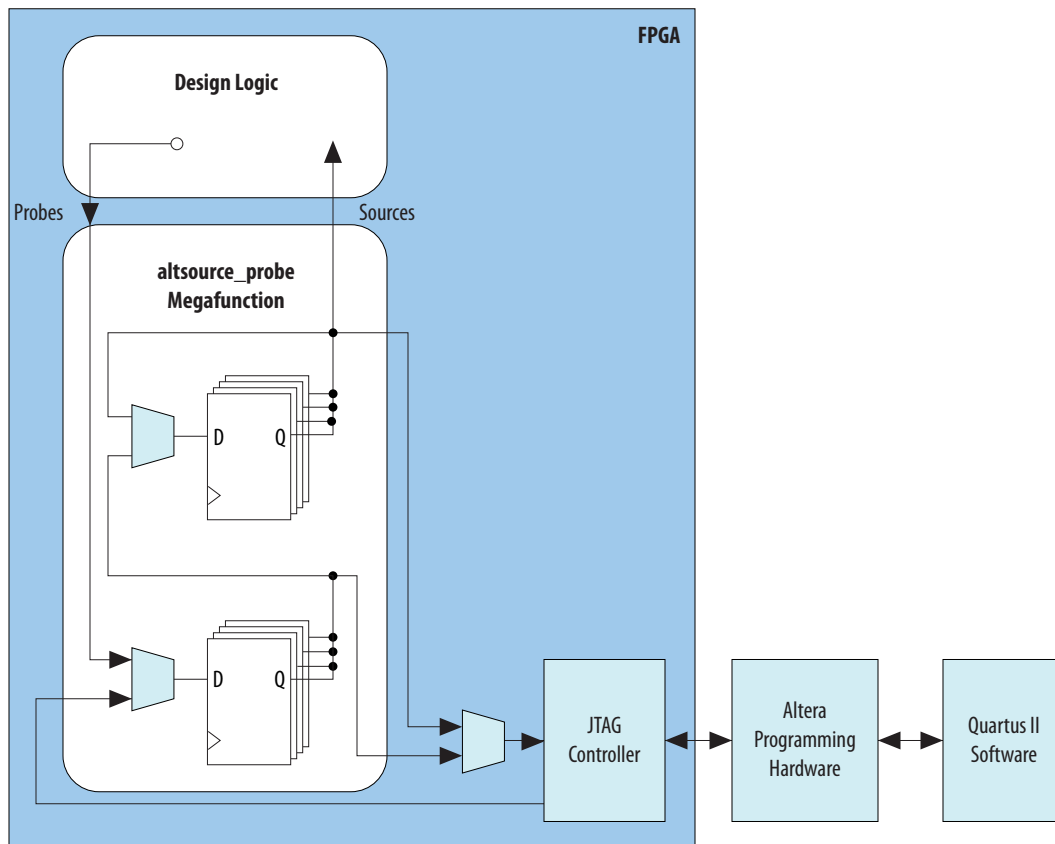 FPGA
Design Logic
Probes
Sources
altsource_probe
Megafunction
D
Q
D
Q
JTAG
Controller
Altera
Programming
Hardware
Quartus II
Software